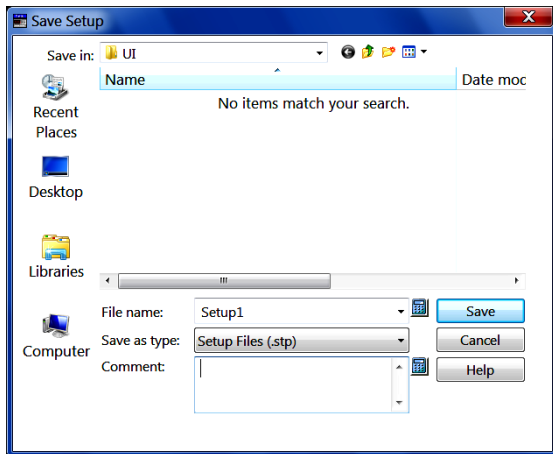 Save Setup
Save in: UI
Name Date moc
No items match your search.
Recent
Places
Desktop
Libraries
Computer
File name: Setup1 Save
Save as type: Setup Files (.stp) Cancel
Comment: Help